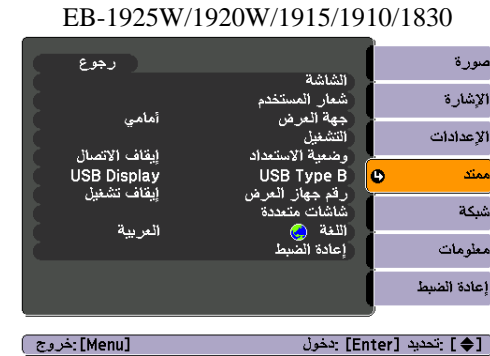 EB-1925W/1920W/1915/1910/1830
صورة
الإشارة
الإعدادات
ممتد
شبكة
معلومات
إعادة الضبط
رجوع
الشاشة
شعار المستخدم
جهة العرض أمامي
التشغيل
وضعية الاستعداد إيقاف الاتصال
USB Type B USB Display
رقم جهاز العرض إيقاف تشغيل
شاشات متعددة
اللغة العربية
إعادة الضبط
[ ] :تحديد [Enter] :دخول [Menu] :خروج